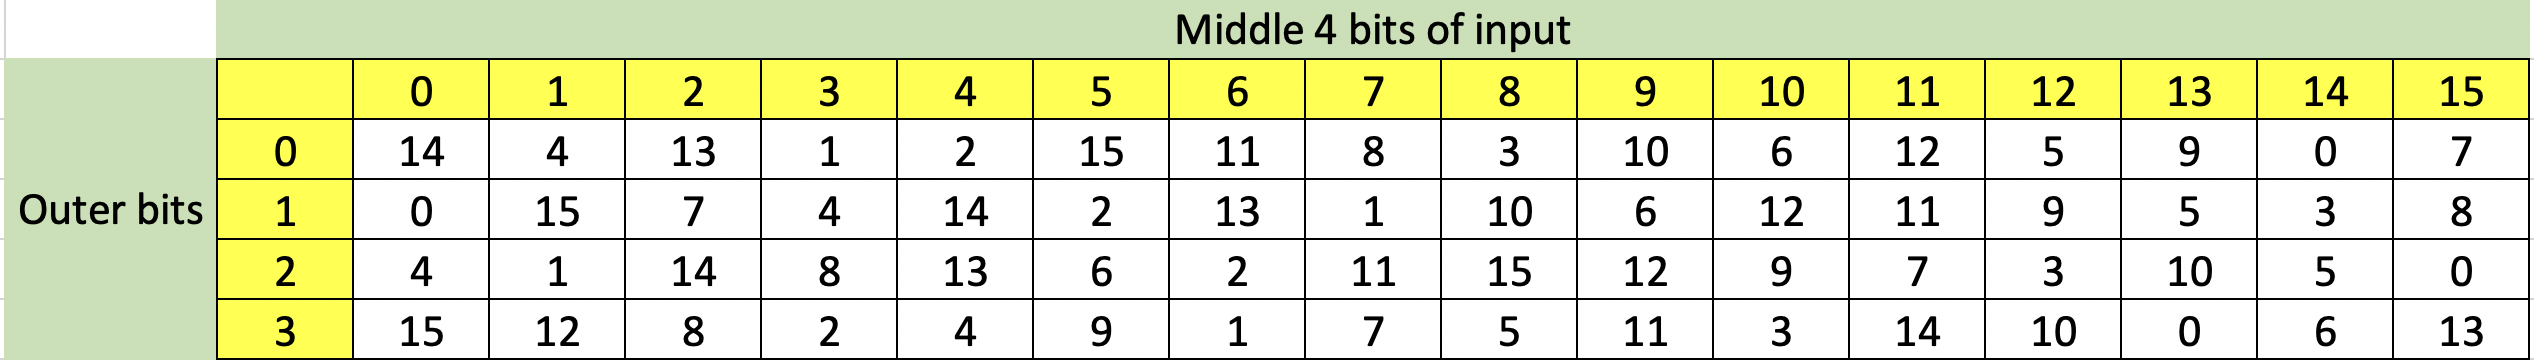 Middle 4 bits of input
0 1 2 3 4 5 6 7 8 9 10 11 12 13 14 15
0 14 4 13 1 2 15 11 8 3 10 6 12 5 9 0 7
Outer bits 1 0 15 7 4 14 2 13 1 10 6 12 11 9 5 3 8
2 4 1 14 8 13 6 2 11 15 12 9 7 3 10 5 0
3 15 12 8 2 4 9 1 7 5 11 3 14 10 0 6 13